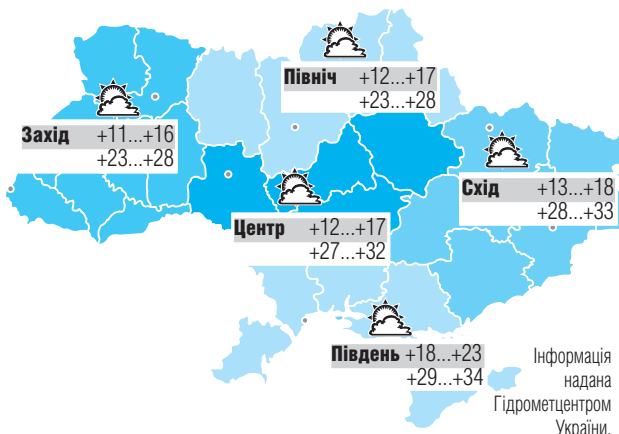 Північ +12...+17
+23...+28
Захід +11...+16
+23...+28
Схід +13...+18
+28...+33
Центр +12...+17
+27...+32
Південь +18...+23
+29...+34
Інформація
надана
Гідрометцентром
України.